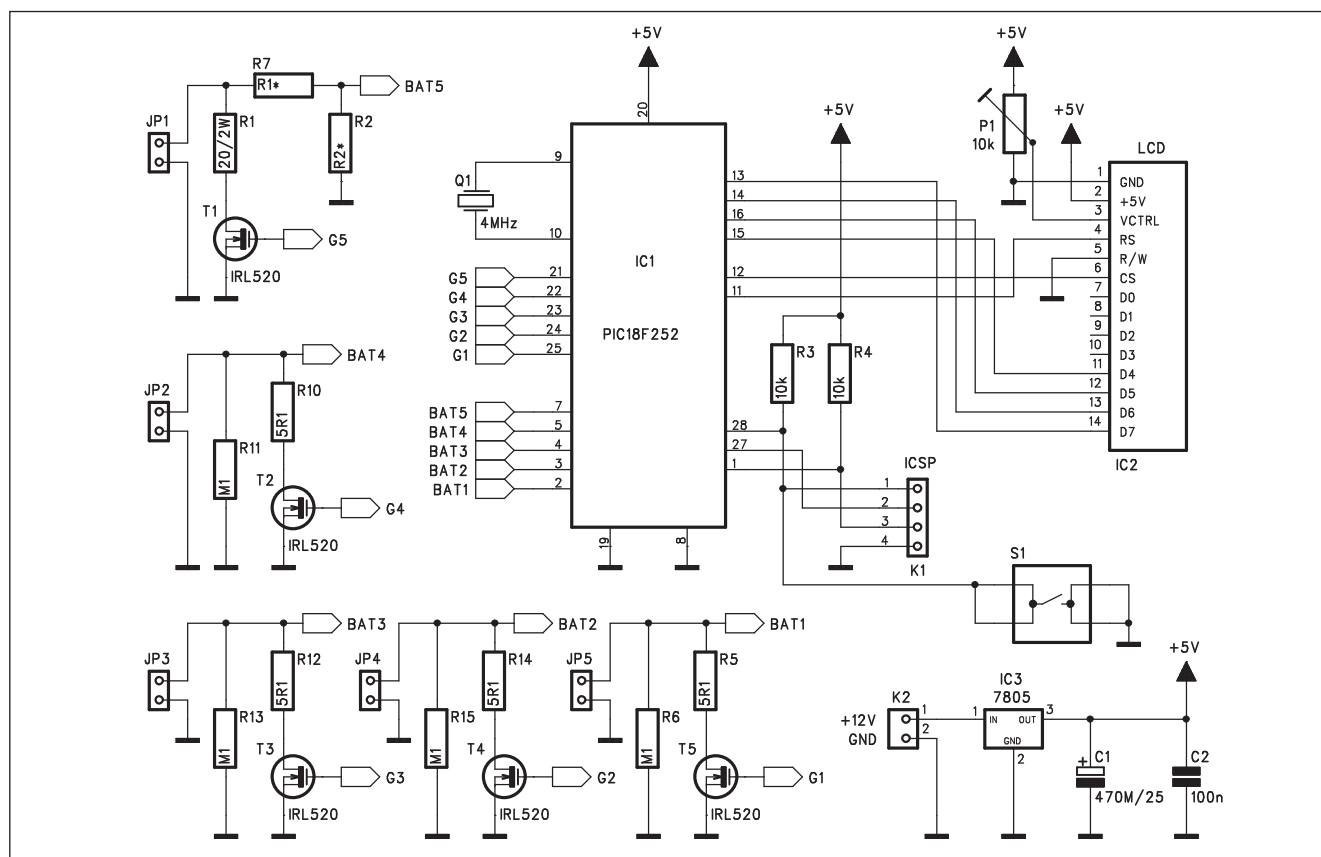 +5V
+5V
R7
R1*
BAT5
JP1
R1
20/2W
R2
R2*
T1
G5
IRL520
20
+5V
P1
10k
+5V
LCD
9
Q1
4MHz
10
IC1
PIC18F252
G5 21
G4 22
G3 23
G2 24
G1 25
BAT5 7
BAT4 5
BAT3 4
BAT2 3
BAT1 2
19
8
13
14
16
15
12
11
28
27
1
1 GND
2 +5V
3 VCTRL
4 RS
5 R/W
6 CS
7 D0
8 D1
9 D2
10 D3
11 D4
12 D5
13 D6
14 D7
IC2
R3
10k
R4
10k
ICSP
1
2
3
4
K1
S1
JP2
BAT4
R10
5R1
R11
M1
T2
G4
IRL520
JP3
BAT3
R12
5R1
R13
M1
T3
G3
IRL520
JP4
BAT2
R14
5R1
R15
M1
T4
G2
IRL520
JP5
BAT1
R5
5R1
R6
M1
T5
G1
IRL520
+5V
K2
+12V 1
GND 2
IC3
7805
1 IN OUT 3
GND
2
+ C1
470M/25
C2
100n